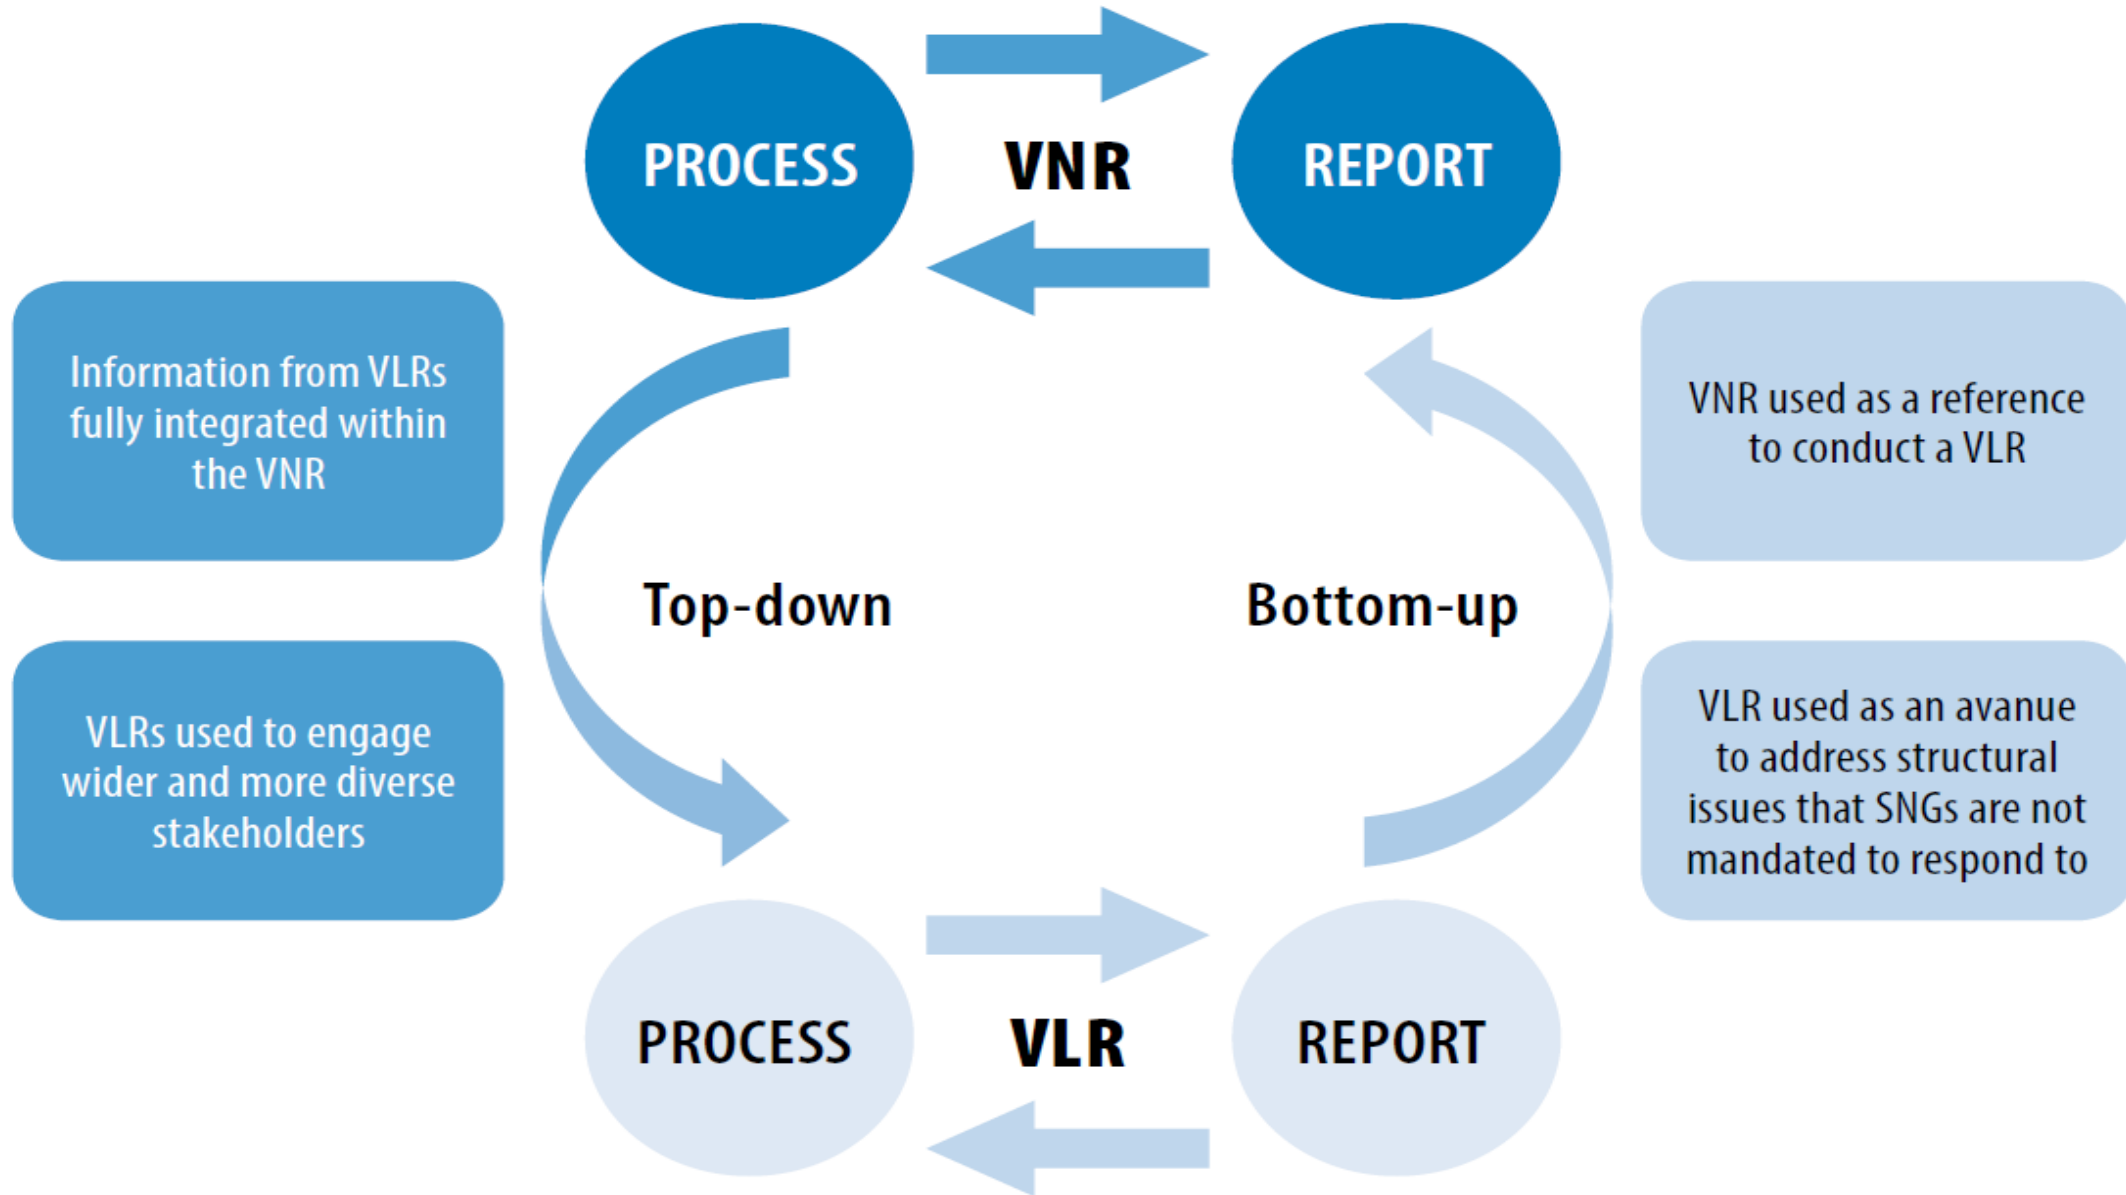 PROCESS
VNR
REPORT
Information from VLRs
fully integrated within
the VNR
VNR used as a reference
to conduct a VLR
Top-down
Bottom-up
VLRs used to engage
wider and more diverse
stakeholders
VLR used as an avanue
to address structural
issues that SNGs are not
mandated to respond to
PROCESS
VLR
REPORT